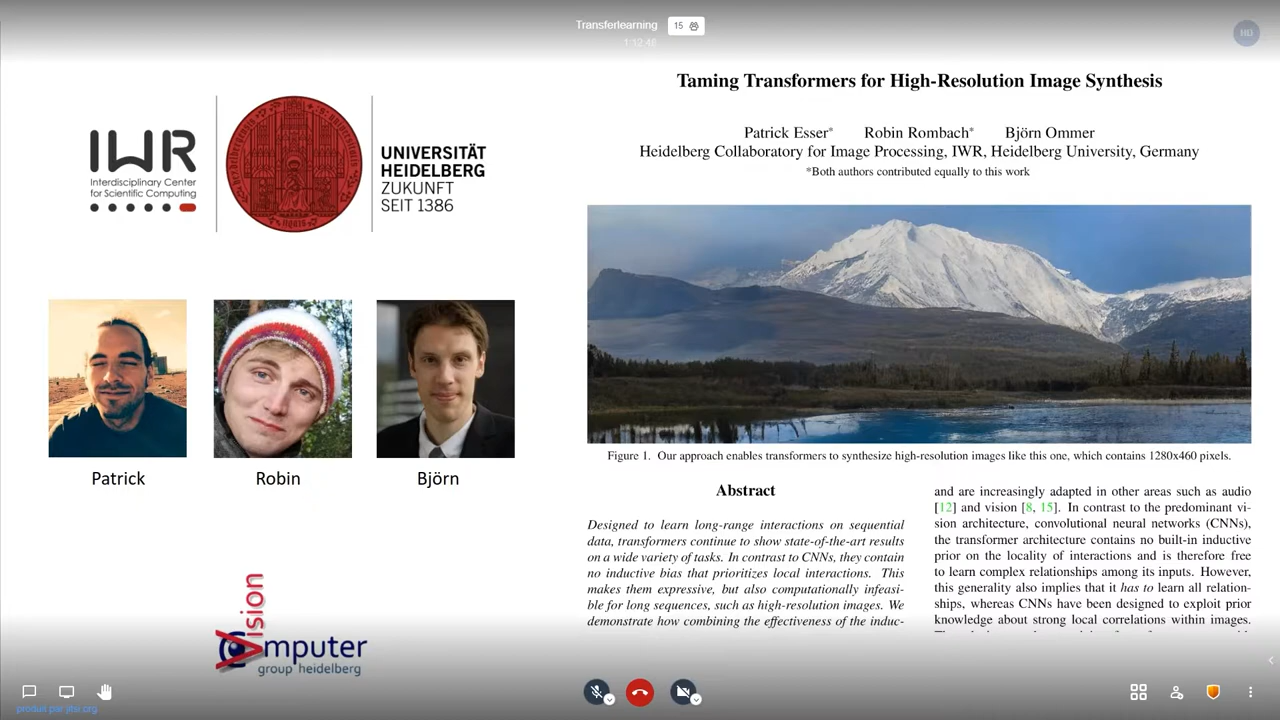 Transferlearning
15
1:12:48
HD
IWR
Interdisciplinary Center
for Scientific Computing
UNIVERSITÄT
HEIDELBERG
ZUKUNFT
SEIT 1386
Patrick
Robin
Björn
Computer
Vision
group heidelberg
Taming Transformers for High-Resolution Image Synthesis
Patrick Esser* Robin Rombach* Björn Ommer
Heidelberg Collaboratory for Image Processing, IWR, Heidelberg University, Germany
*Both authors contributed equally to this work
Figure 1. Our approach enables transformers to synthesize high-resolution images like this one, which contains 1280x460 pixels.
Abstract
Designed to learn long-range interactions on sequential
data, transformers continue to show state-of-the-art results
on a wide variety of tasks. In contrast to CNNs, they contain
no inductive bias that prioritizes local interactions. This
makes them expressive, but also computationally infeasi-
ble for long sequences, such as high-resolution images. We
demonstrate how combining the effectiveness of the induc-
and are increasingly adapted in other areas such as audio
[12] and vision [8, 15]. In contrast to the predominant vi-
sion architecture, convolutional neural networks (CNNs),
the transformer architecture contains no built-in inductive
prior on the locality of interactions and is therefore free
to learn complex relationships among its inputs. However,
this generality also implies that it has to learn all relation-
ships, whereas CNNs have been designed to exploit prior
knowledge about strong local correlations within images.
produit par jitsi.org